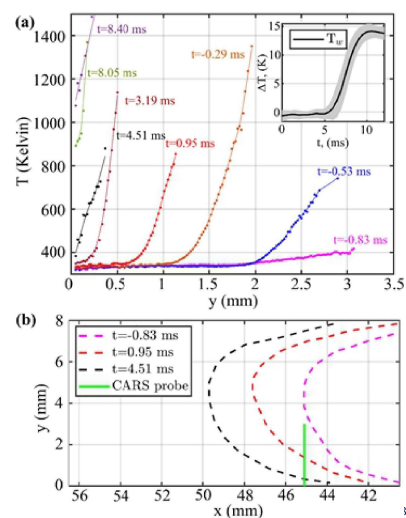 (a)
t=8.40 ms
t=8.05 ms
t=3.19 ms
t=4.51 ms
t=0.95 ms
t=-0.29 ms
t=-0.53 ms
t=-0.83 ms
T (Kelvin)
1400
1200
1000
800
600
400
0 0.5 1 1.5 2 2.5 3 3.5
y (mm)
T_w
ΔT, (K)
15
10
5
0
0 5 10
t, (ms)
(b)
t=-0.83 ms
t=0.95 ms
t=4.51 ms
CARS probe
y (mm)
8
6
4
2
0
56 54 52 50 48 46 44 42
x (mm)